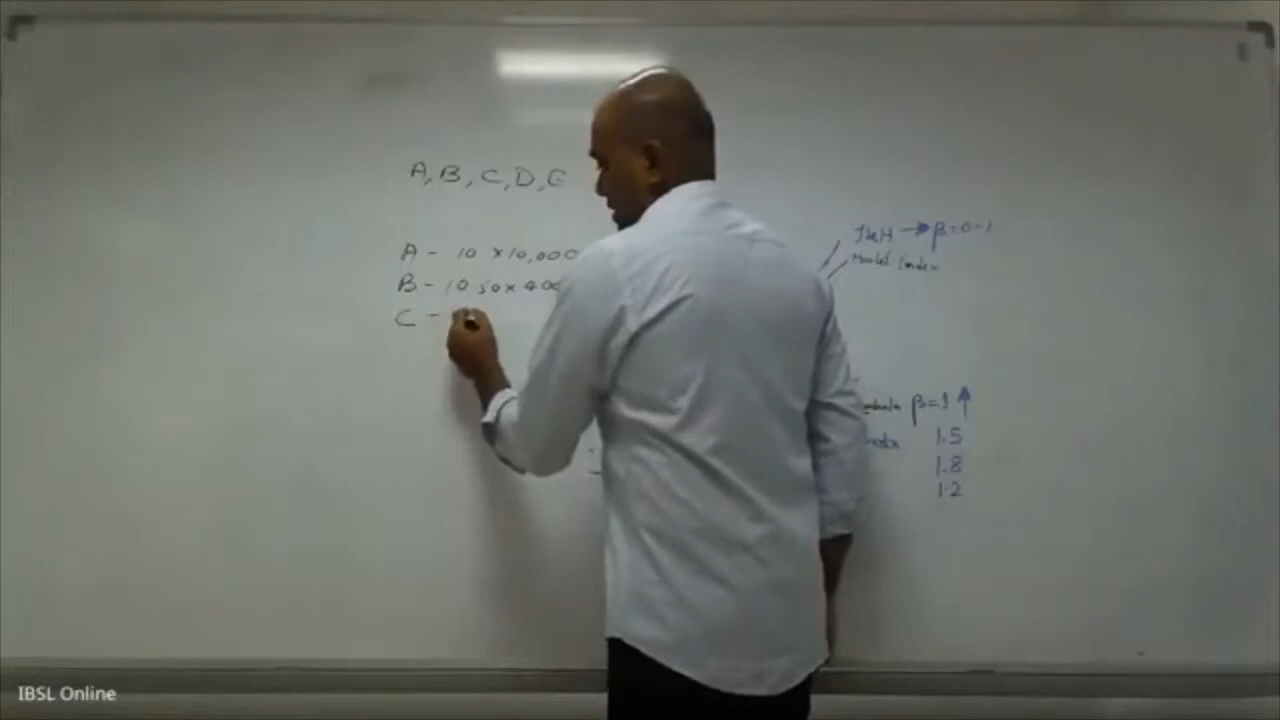 A, B, C, D, E
A - 10 × 10,000
B - 10 50 × 400
C -
J&H → β = 0-1
Market Index
β = 1 ↑
1.5
1.8
1.2
IBSL Online